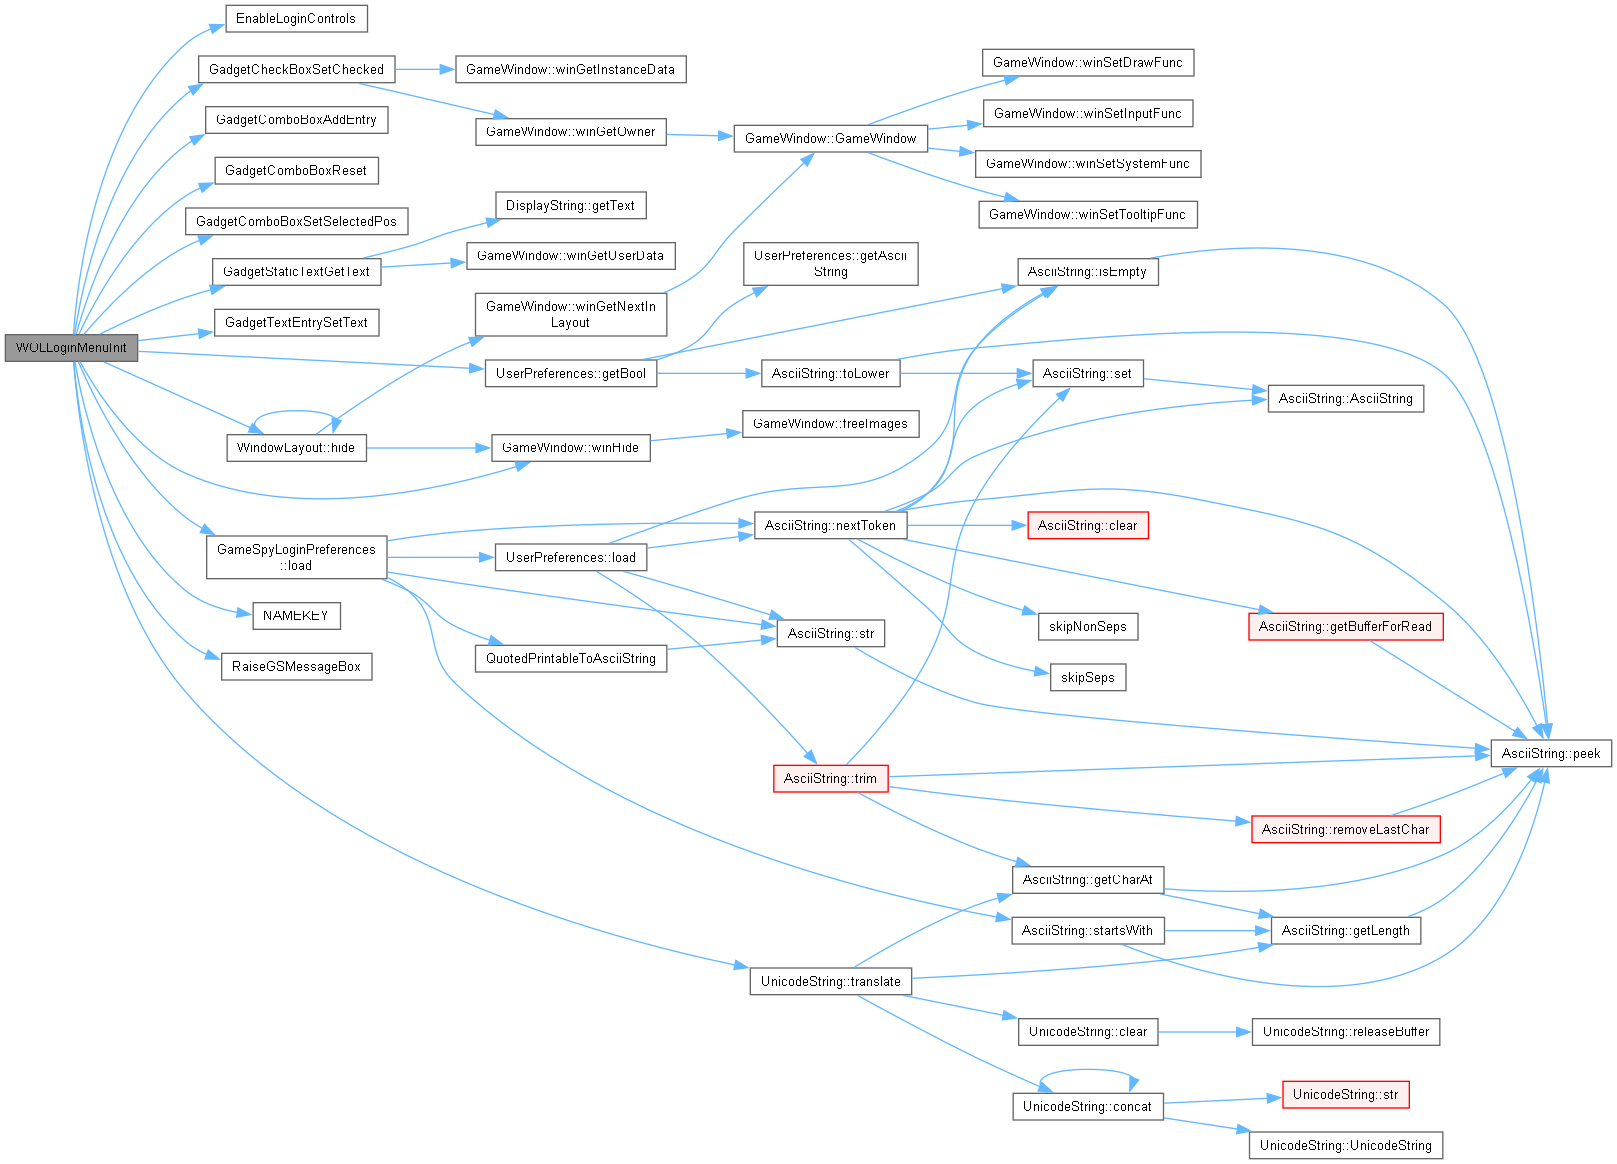 EnableLoginControls
GadgetCheckBoxSetChecked
GameWindow::winGetInstanceData
GameWindow::winSetDrawFunc
GadgetComboBoxAddEntry
GameWindow::winGetOwner
GameWindow::GameWindow
GameWindow::winSetInputFunc
GadgetComboBoxReset
GameWindow::winSetSystemFunc
GadgetComboBoxSetSelectedPos
DisplayString::getText
GameWindow::winSetTooltipFunc
GadgetStaticTextGetText
GameWindow::winGetUserData
UserPreferences::getAscii
String
AsciiString::isEmpty
GadgetTextEntrySetText
GameWindow::winGetNextIn
Layout
WOLLoginMenuInit
UserPreferences::getBool
AsciiString::toLower
AsciiString::set
AsciiString::AsciiString
WindowLayout::hide
GameWindow::winHide
GameWindow::freeImages
GameSpyLoginPreferences
::load
UserPreferences::load
AsciiString::nextToken
AsciiString::clear
NAMEKEY
AsciiString::str
skipNonSeps
AsciiString::getBufferForRead
RaiseGSMessageBox
QuotedPrintableToAsciiString
skipSeps
AsciiString::trim
AsciiString::peek
AsciiString::removeLastChar
AsciiString::getCharAt
AsciiString::startsWith
AsciiString::getLength
UnicodeString::translate
UnicodeString::clear
UnicodeString::releaseBuffer
UnicodeString::concat
UnicodeString::str
UnicodeString::UnicodeString